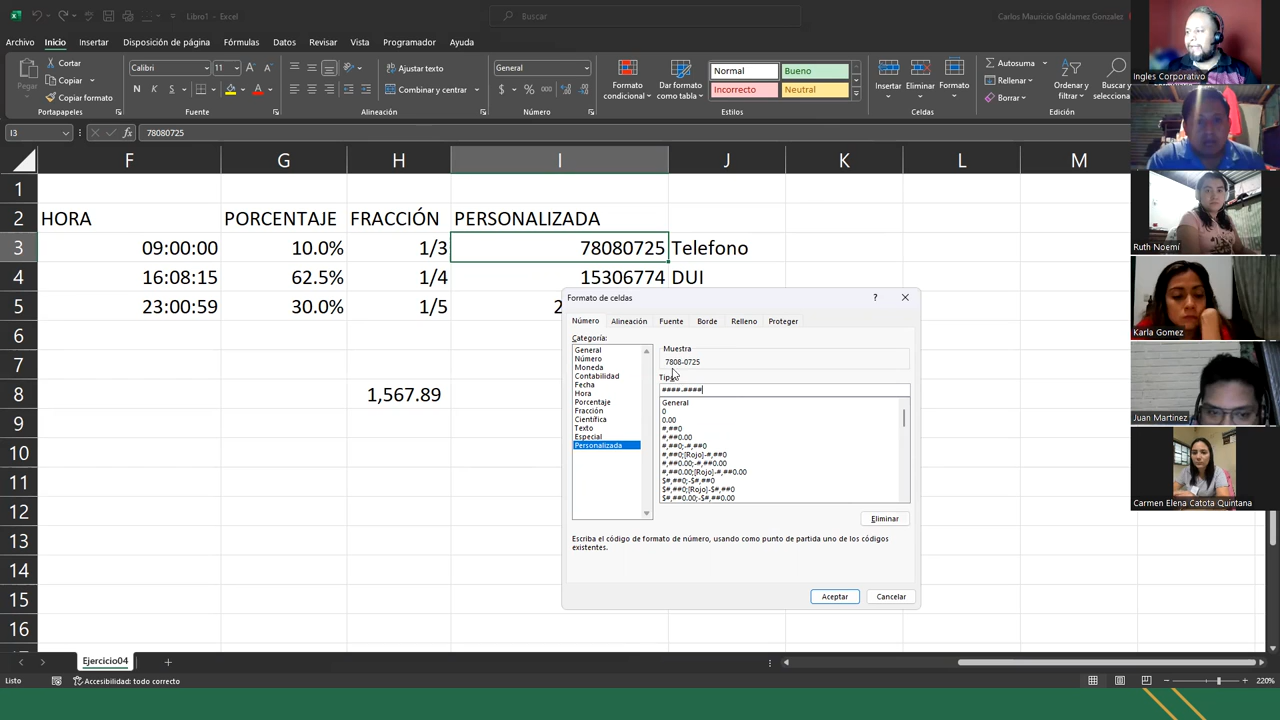 Libro1 - Excel
Buscar
Carlos Mauricio Galdamez Gonzalez
Archivo Inicio Insertar Disposición de página Fórmulas Datos Revisar Vista Programador Ayuda
Pegar
Cortar
Copiar
Copiar formato
Portapapeles
Calibri 11
N K S
Fuente
Ajustar texto
Combinar y centrar
Alineación
General
$ % 000
Número
Formato condicional
Dar formato como tabla
Normal Bueno
Incorrecto Neutral
Estilos
Insertar Eliminar Formato
Celdas
Autosuma
Rellenar
Borrar
Ordenar y filtrar
Buscar y selecciona
Edición
I3 fx 78080725
F G H I J K L M
1
2 HORA PORCENTAJE FRACCIÓN PERSONALIZADA
3 09:00:00 10.0% 1/3 78080725 Telefono
4 16:08:15 62.5% 1/4 15306774 DUI
5 23:00:59 30.0% 1/5 2
6
7
8 1,567.89
9
10
11
12
13
14
15
16
Formato de celdas
?
Número Alineación Fuente Borde Relleno Proteger
Categoría:
General
Número
Moneda
Contabilidad
Fecha
Hora
Porcentaje
Fracción
Científica
Texto
Especial
Personalizada
Muestra
7808-0725
Tipo
####-####
General
0
0.00
#,##0
#,##0.00
#,##0;-#,##0
#,##0;[Rojo]-#,##0
#,##0.00;-#,##0.00
#,##0.00;[Rojo]-#,##0.00
$#,##0;-$#,##0
$#,##0;[Rojo]-$#,##0
$#,##0.00;-$#,##0.00
Eliminar
Escriba el código de formato de número, usando como punto de partida uno de los códigos
existentes.
Aceptar Cancelar
Ejercicio04
Listo
Accesibilidad: todo correcto
220%
Ingles Corporativo
Ruth Noemí
Karla Gomez
Juan Martinez
Carmen Elena Catota Quintana